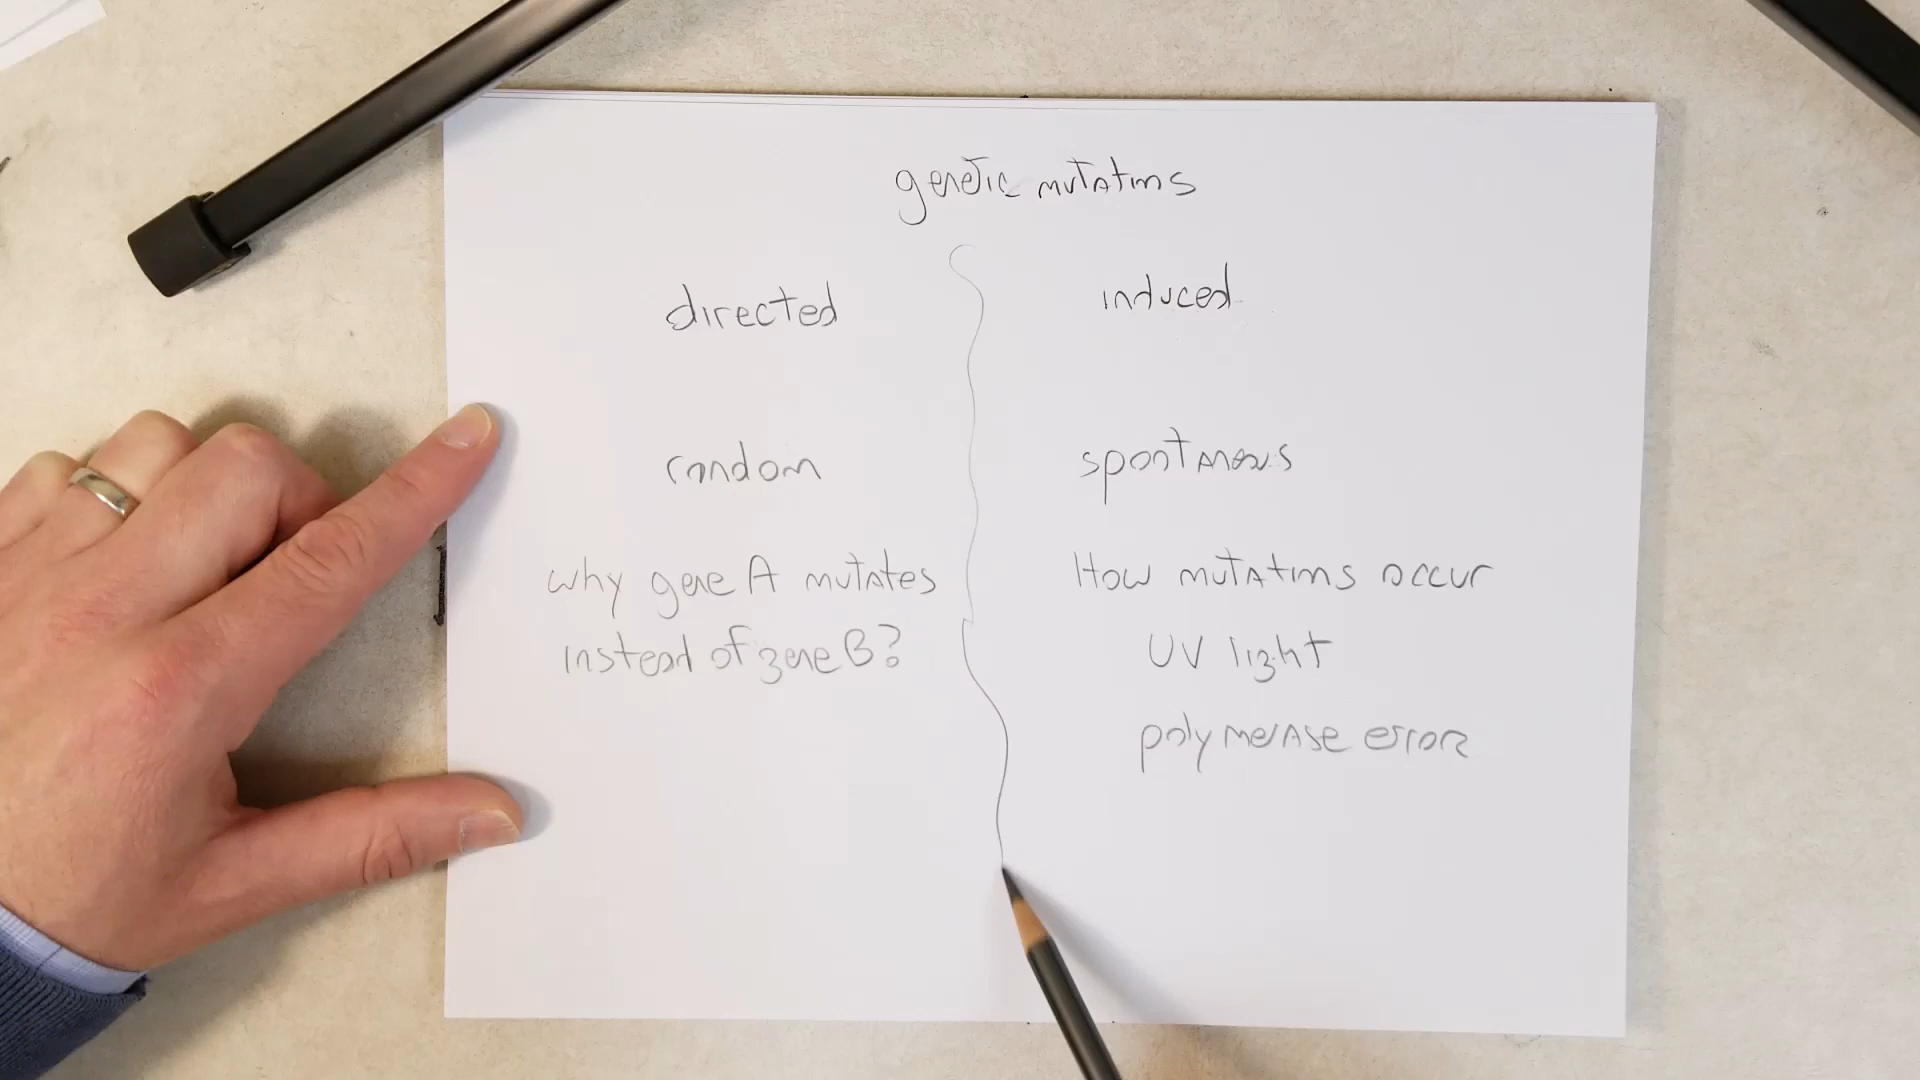 genetic mutations
directed
random
why gene A mutates
instead of gene B?
induced
spontaneous
How mutations occur
UV light
polymerase error